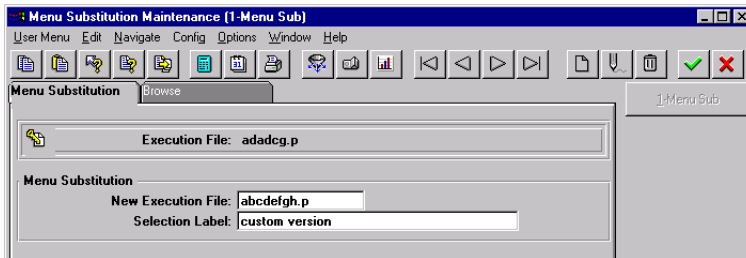 Menu Substitution Maintenance (1-Menu Sub)
User Menu Edit Navigate Config Options Window Help
Menu Substitution Browse
1-Menu Sub
Execution File: adadcg.p
Menu Substitution
New Execution File: abcdefgh.p
Selection Label: custom version